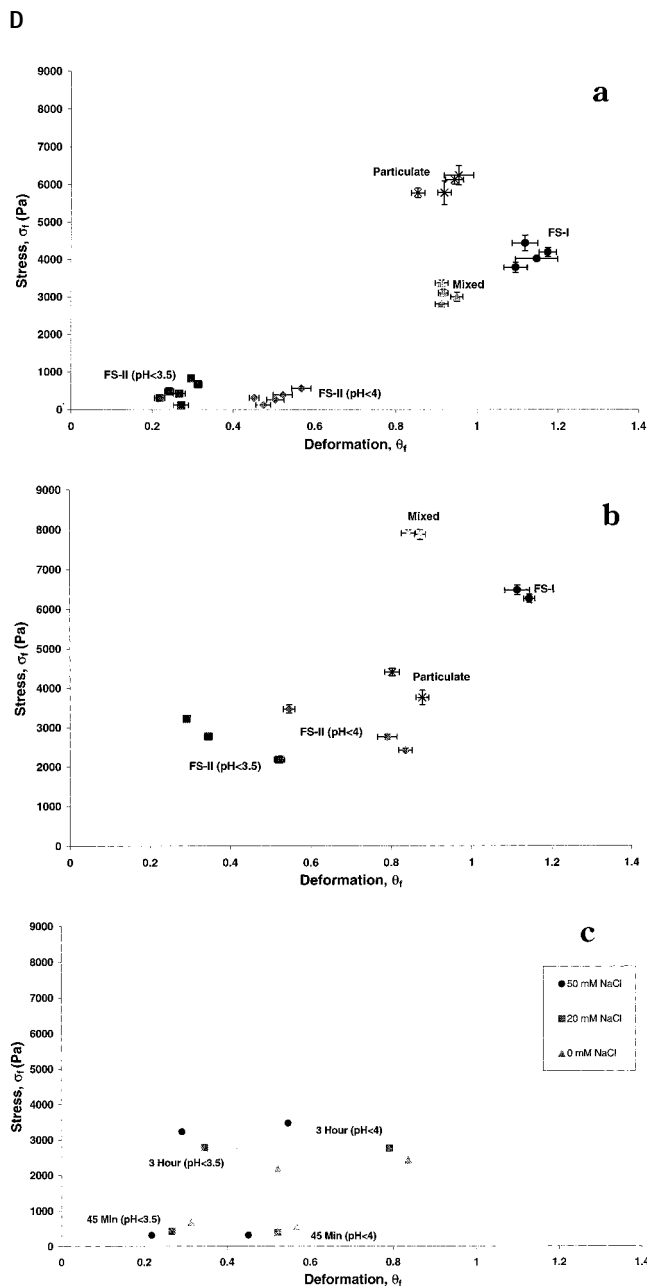 D
a
9000
8000
7000
6000
5000
4000
3000
2000
1000
0
Stress, σf (Pa)
Particulate
FS-I
Mixed
FS-II (pH<3.5)
FS-II (pH<4)
0 0.2 0.4 0.6 0.8 1 1.2 1.4
Deformation, θf
b
9000
8000
7000
6000
5000
4000
3000
2000
1000
0
Stress, σf (Pa)
Mixed
FS-I
Particulate
FS-II (pH<4)
FS-II (pH<3.5)
0 0.2 0.4 0.6 0.8 1 1.2 1.4
Deformation, θf
c
9000
8000
7000
6000
5000
4000
3000
2000
1000
0
Stress, σf (Pa)
50 mM NaCl
20 mM NaCl
0 mM NaCl
3 Hour (pH<4)
3 Hour (pH<3.5)
45 Min (pH<3.5)
45 Min (pH<4)
0 0.2 0.4 0.6 0.8 1 1.2 1.4
Deformation, θf